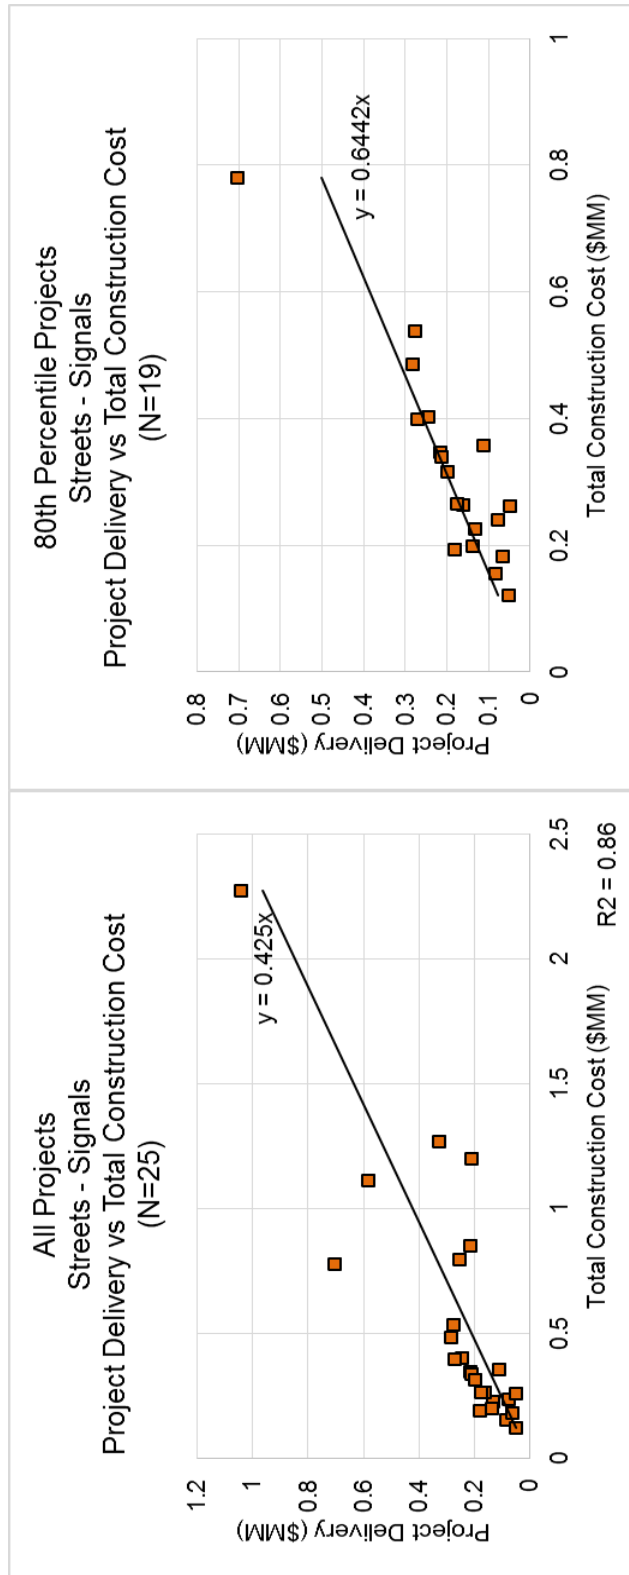 All Projects
Streets - Signals
Project Delivery vs Total Construction Cost
(N=25)
Project Delivery ($MM)
1.2
1
0.8
0.6
0.4
0.2
0
y = 0.425x
0
0.5
1
1.5
2
2.5
Total Construction Cost ($MM)
R2 = 0.86
80th Percentile Projects
Streets - Signals
Project Delivery vs Total Construction Cost
(N=19)
Project Delivery ($MM)
0.8
0.7
0.6
0.5
0.4
0.3
0.2
0.1
0
y = 0.6442x
0
0.2
0.4
0.6
0.8
1
Total Construction Cost ($MM)